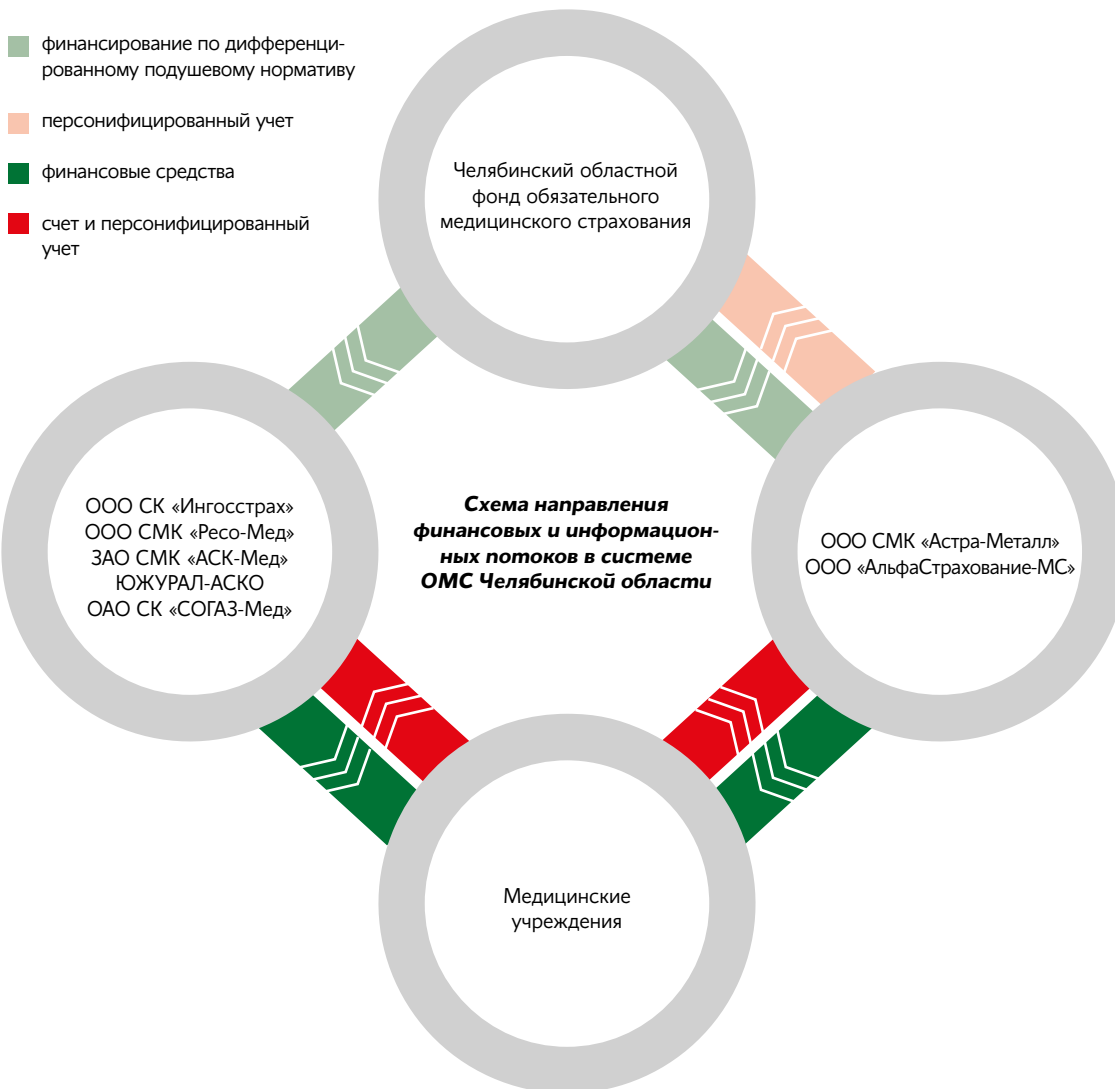 финансирование по дифференци-
рованному подушевому нормативу
персонифицированный учет
финансовые средства
счет и персонифицированный
учет
Челябинский областной
фонд обязательного
медицинского страхования
ООО СК «Ингосстрах»
ООО СМК «Ресо-Мед»
ЗАО СМК «АСК-Мед»
ЮЖУРАЛ-АСКО
ОАО СК «СОГАЗ-Мед»
Схема направления
финансовых и информацион-
ных потоков в системе
ОМС Челябинской области
ООО СМК «Астра-Металл»
ООО «АльфаСтрахование-МС»
Медицинские
учреждения